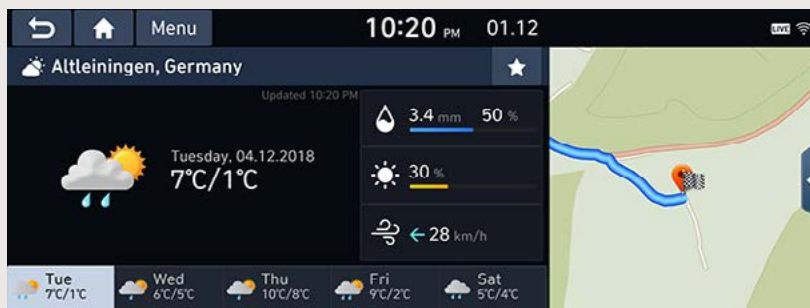 Menu 10:20 PM 01.12 LIVE
Altleiningen, Germany
Updated 10:20 PM
3.4 mm 50 %
Tuesday, 04.12.2018
7°C/1°C
30 %
28 km/h
Tue Wed Thu Fri Sat
7°C/1°C 6°C/5°C 10°C/8°C 9°C/2°C 5°C/4°C